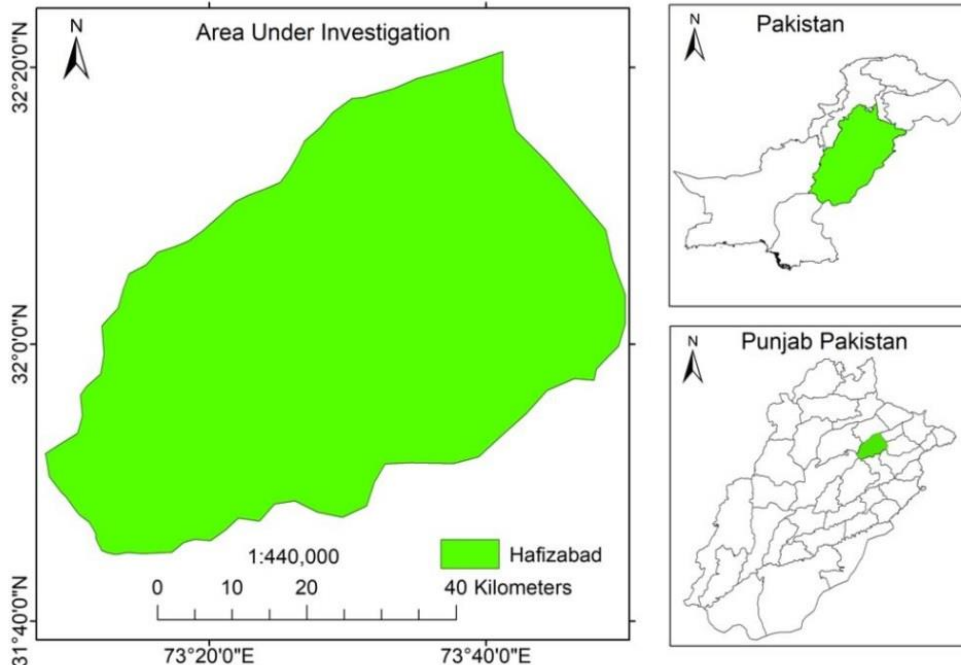 N
Area Under Investigation
32°20'0"N
32°0'0"N
31°40'0"N
1:440,000
Hafizabad
0 10 20 40 Kilometers
73°20'0"E
73°40'0"E
Pakistan
N
Punjab Pakistan
N